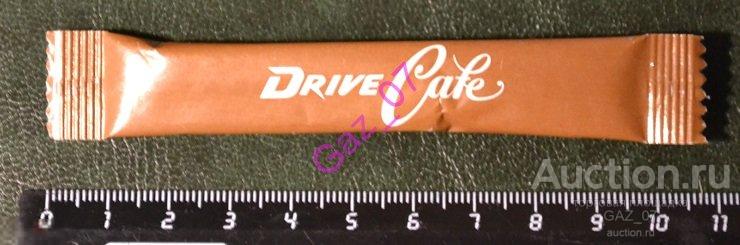 DRIVE Cafe
Gaz_07
Auction.ru
GAZ_07
auction.ru
0 1 2 3 4 5 6 7 8 9 10 11